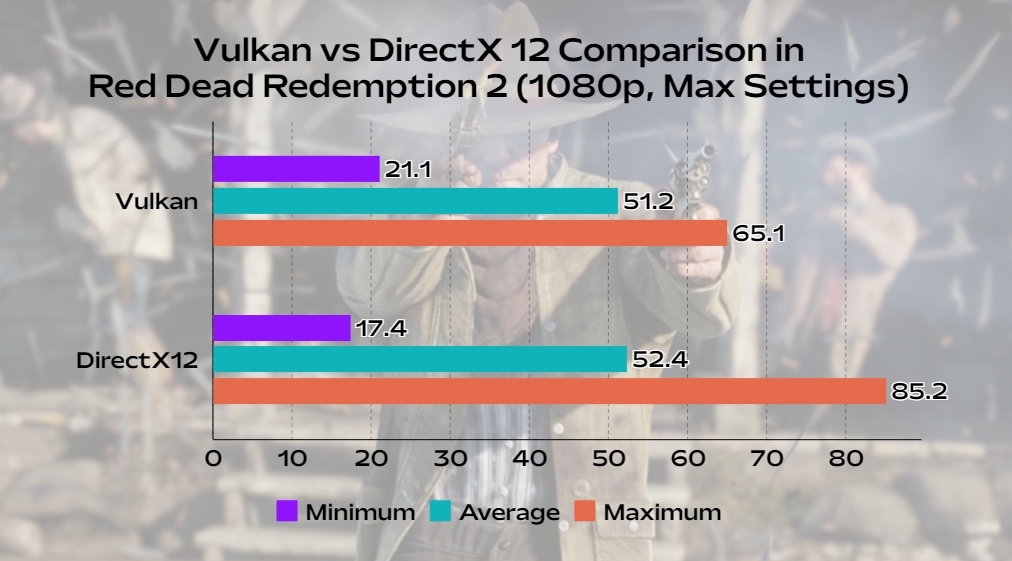 Vulkan vs DirectX 12 Comparison in
Red Dead Redemption 2 (1080p, Max Settings)
21.1
Vulkan
51.2
65.1
17.4
DirectX12
52.4
85.2
0 10 20 30 40 50 60 70 80
Minimum Average Maximum